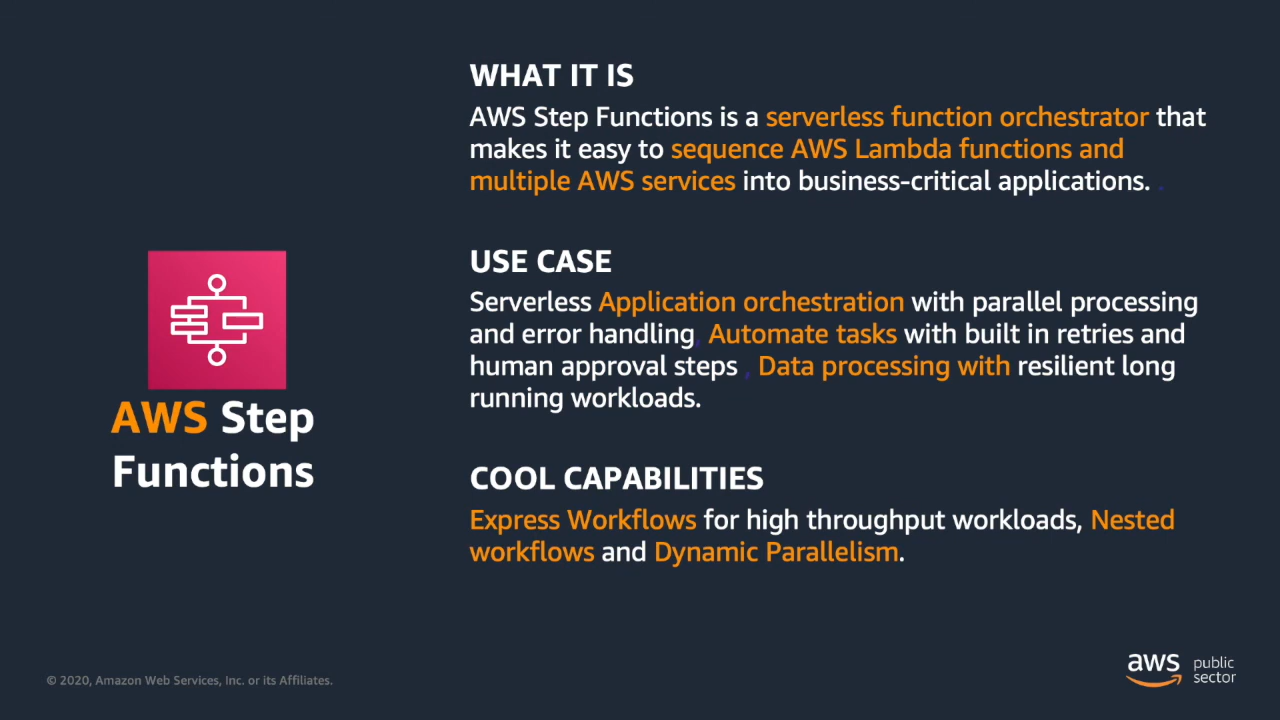 WHAT IT IS
AWS Step Functions is a serverless function orchestrator that
makes it easy to sequence AWS Lambda functions and
multiple AWS services into business-critical applications. .
USE CASE
Serverless Application orchestration with parallel processing
and error handling, Automate tasks with built in retries and
human approval steps , Data processing with resilient long
running workloads.
COOL CAPABILITIES
Express Workflows for high throughput workloads, Nested
workflows and Dynamic Parallelism.
AWS Step
Functions
© 2020, Amazon Web Services, Inc. or its Affiliates.
aws public
sector